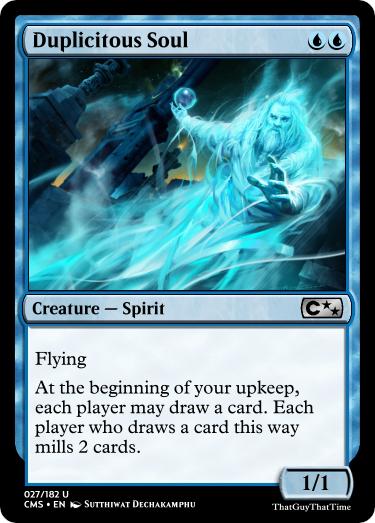 Duplicitous Soul
Creature — Spirit
C
Flying
At the beginning of your upkeep,
each player may draw a card. Each
player who draws a card this way
mills 2 cards.
1/1
027/182 U
CMS • EN Sutthiwat Dechakamphu
ThatGuyThatTime